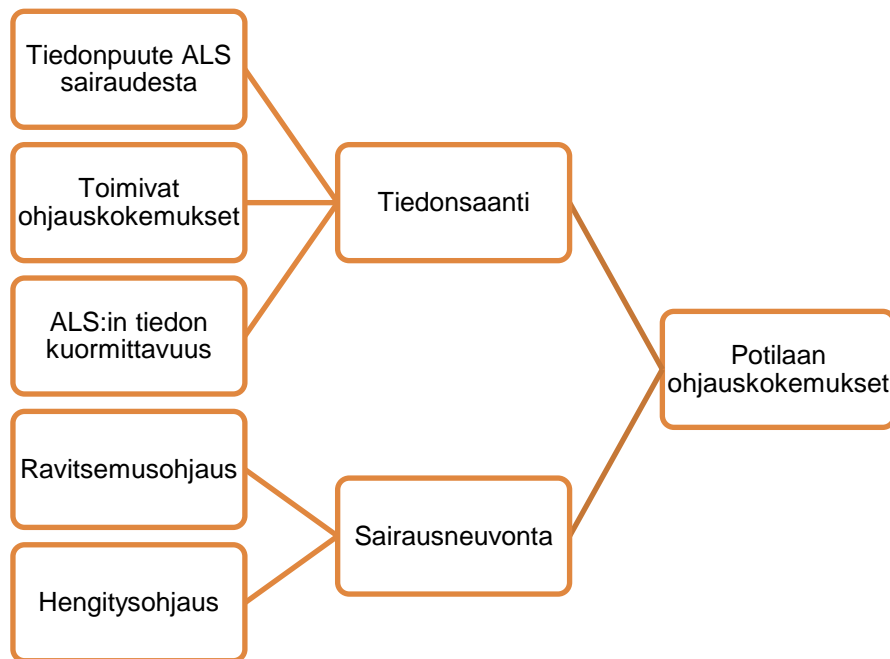 Tiedonpuute ALS
sairaudesta
Toimivat
ohjauskokemukset
ALS:in tiedon
kuormittavuus
Ravitsemusohjaus
Hengitysohjaus
Tiedonsaanti
Sairausneuvonta
Potilaan
ohjauskokemukset